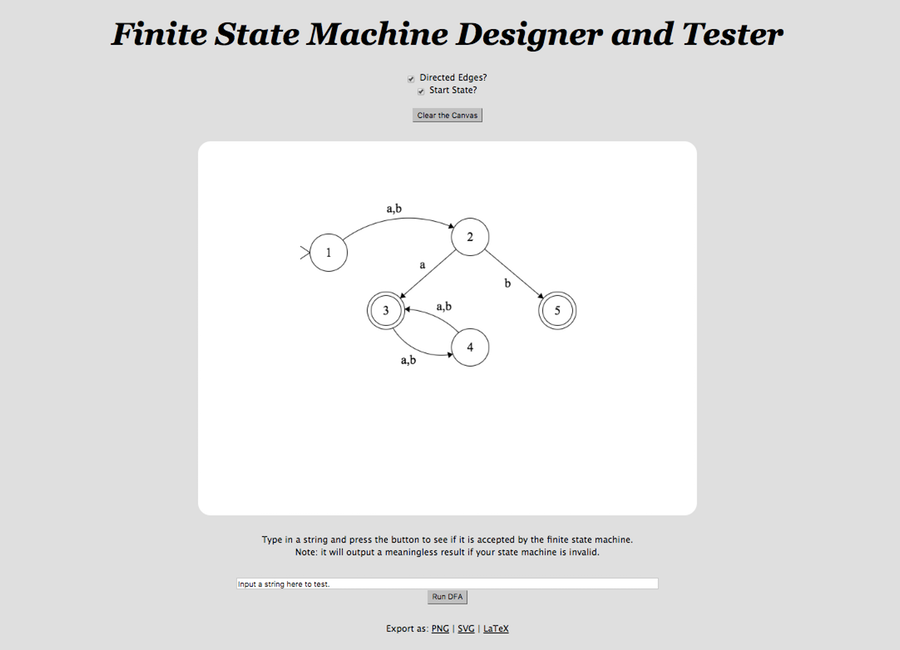 Finite State Machine Designer and Tester
Directed Edges?
Start State?
Clear the Canvas
a,b
1
2
a
b
3
a,b
5
4
a,b
Type in a string and press the button to see if it is accepted by the finite state machine.
Note: it will output a meaningless result if your state machine is invalid.
Input a string here to test.
Run DFA
Export as: PNG | SVG | LaTeX